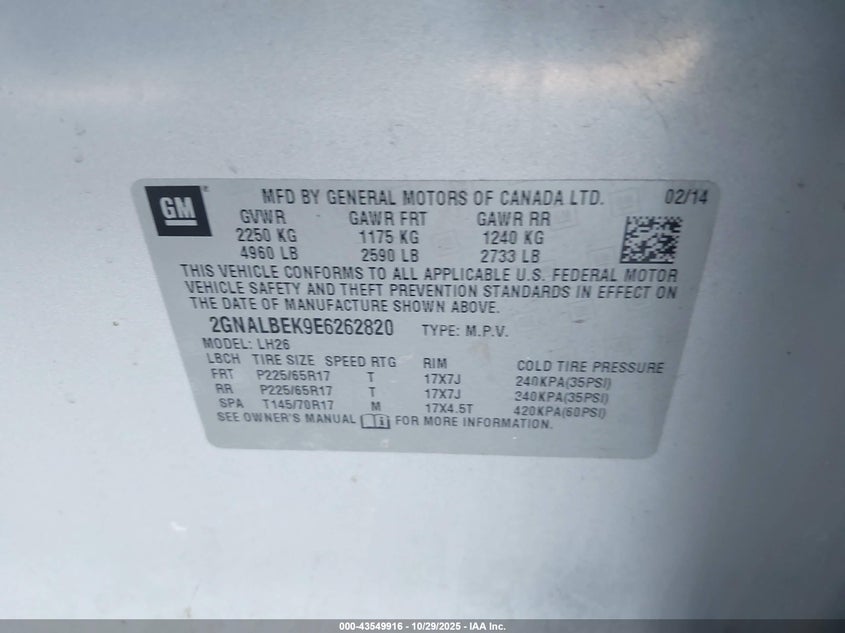 GM
MFD BY GENERAL MOTORS OF CANADA LTD. 02/14
GVWR GAWR FRT GAWR RR
2250 KG 1175 KG 1240 KG
4960 LB 2590 LB 2733 LB
THIS VEHICLE CONFORMS TO ALL APPLICABLE U.S. FEDERAL MOTOR
VEHICLE SAFETY AND THEFT PREVENTION STANDARDS IN EFFECT ON
THE DATE OF MANUFACTURE SHOWN ABOVE.
2GNALBEK9E6262820 TYPE: M.P.V.
MODEL: LH26
LBCH TIRE SIZE SPEED RTG RIM COLD TIRE PRESSURE
FRT P225/65R17 T 17X7J 240KPA(35PSI)
RR P225/65R17 T 17X7J 240KPA(35PSI)
SPA T145/70R17 M 17X4.5T 420KPA(60PSI)
SEE OWNER'S MANUAL i FOR MORE INFORMATION.
000-43549916 - 10/29/2025 - IAA Inc.